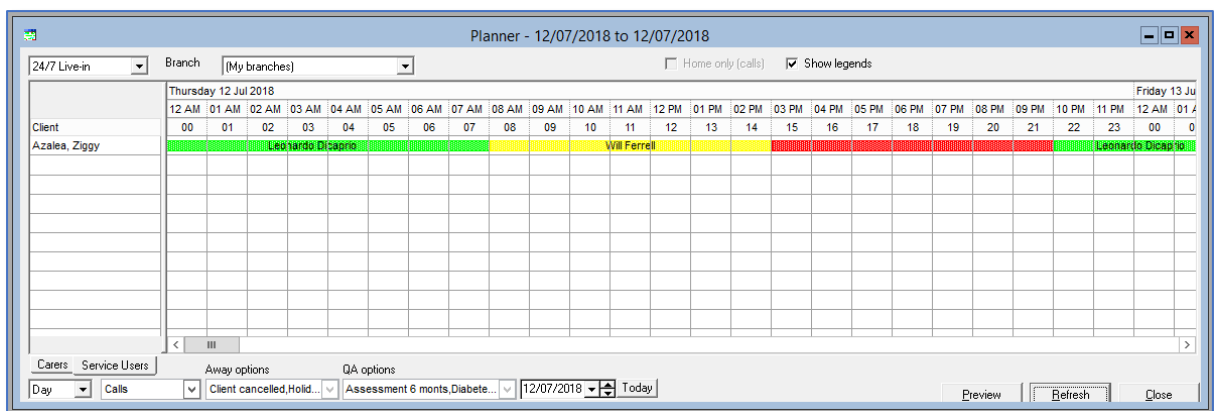 Planner - 12/07/2018 to 12/07/2018
24/7 Live-in Branch (My branches) Home only (calls) Show legends
Thursday 12 Jul 2018 Friday 13 Ju
12 AM 01 AM 02 AM 03 AM 04 AM 05 AM 06 AM 07 AM 08 AM 09 AM 10 AM 11 AM 12 PM 01 PM 02 PM 03 PM 04 PM 05 PM 06 PM 07 PM 08 PM 09 PM 10 PM 11 PM 12 AM 01 A
Client 00 01 02 03 04 05 06 07 08 09 10 11 12 13 14 15 16 17 18 19 20 21 22 23 00 0
Azalea, Ziggy Leonardo Dicaprio Will Ferrell Leonardo Dicaprio
Carers Service Users Away options QA options
Day Calls Client cancelled,Holid... Assessment 6 monts,Diabete... 12/07/2018 Today Preview Refresh Close